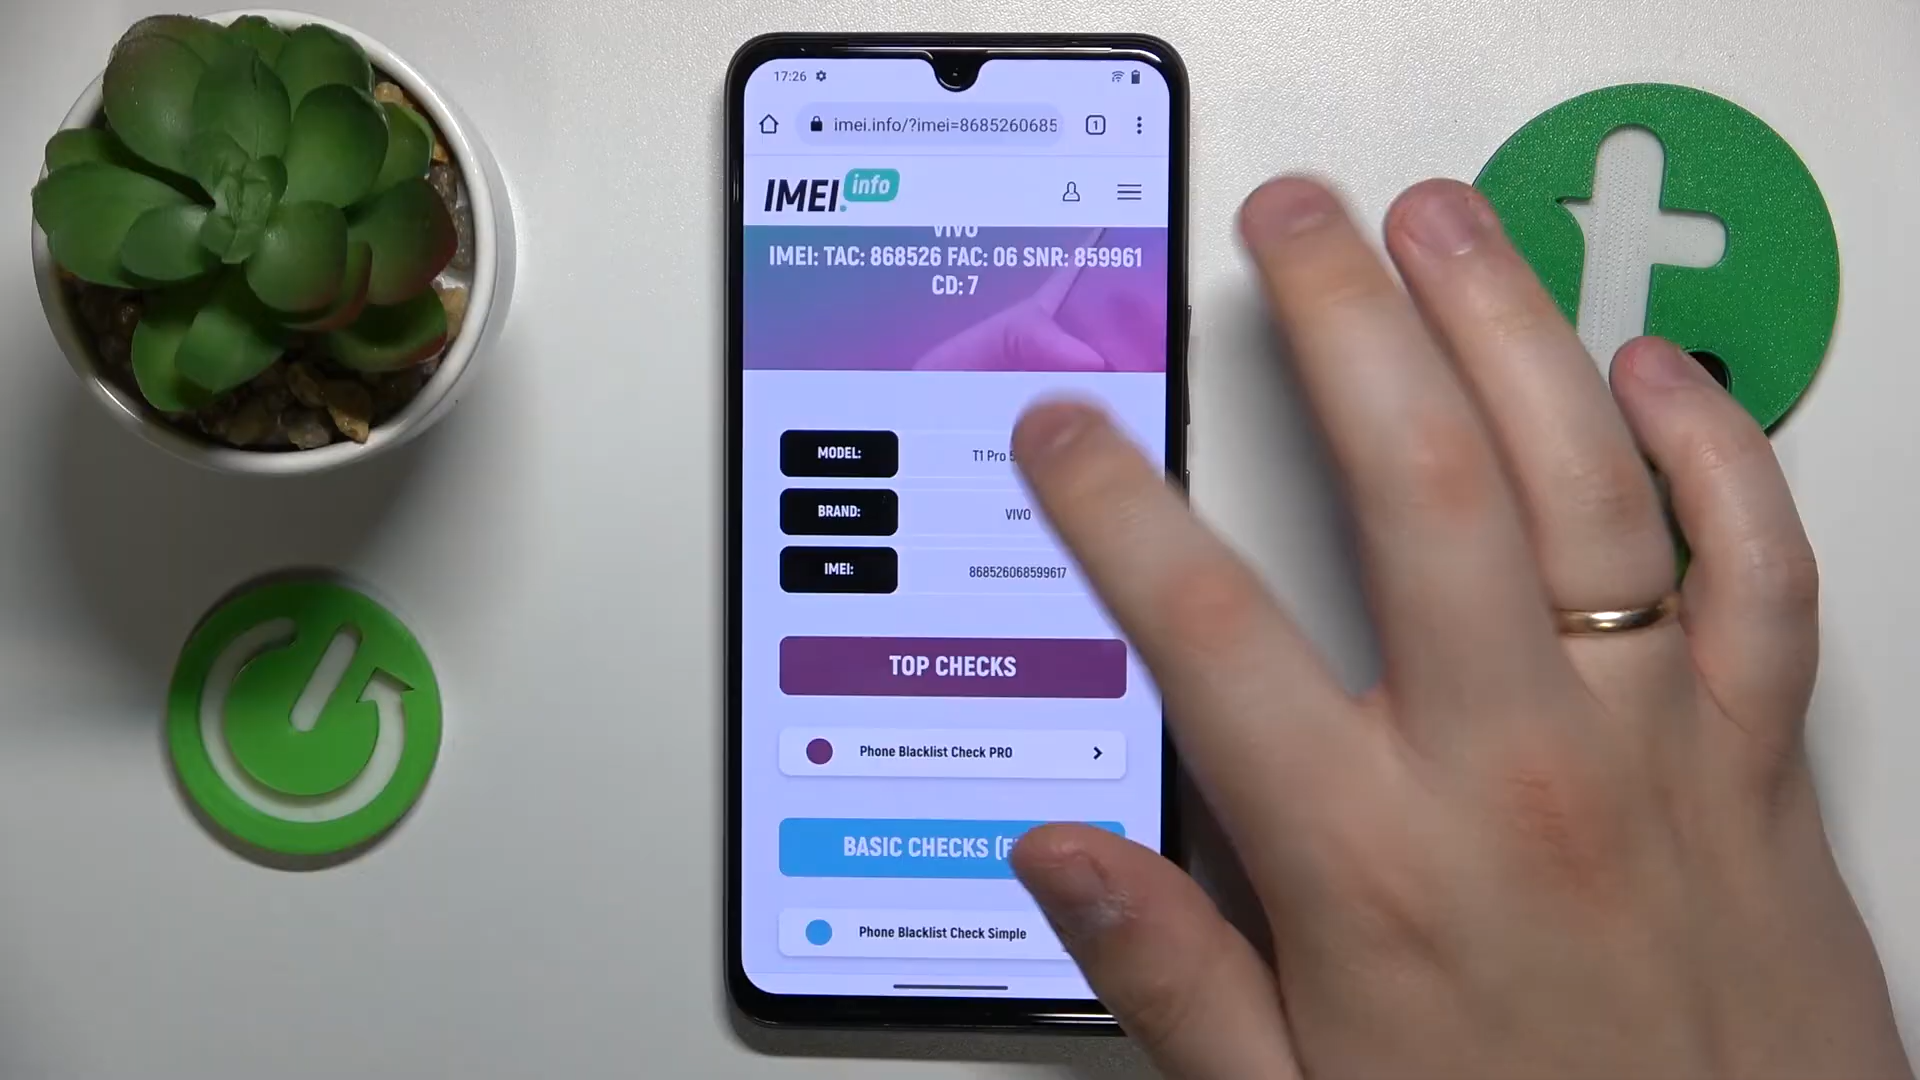 17:26
imei.info/?imei=8685260685
1
IMEI.info
VIVO
IMEI: TAC: 868526 FAC: 06 SNR: 859961
CD: 7
MODEL:
T1 Pro
BRAND:
VIVO
IMEI:
868526068599617
TOP CHECKS
Phone Blacklist Check PRO
BASIC CHECKS
Phone Blacklist Check Simple